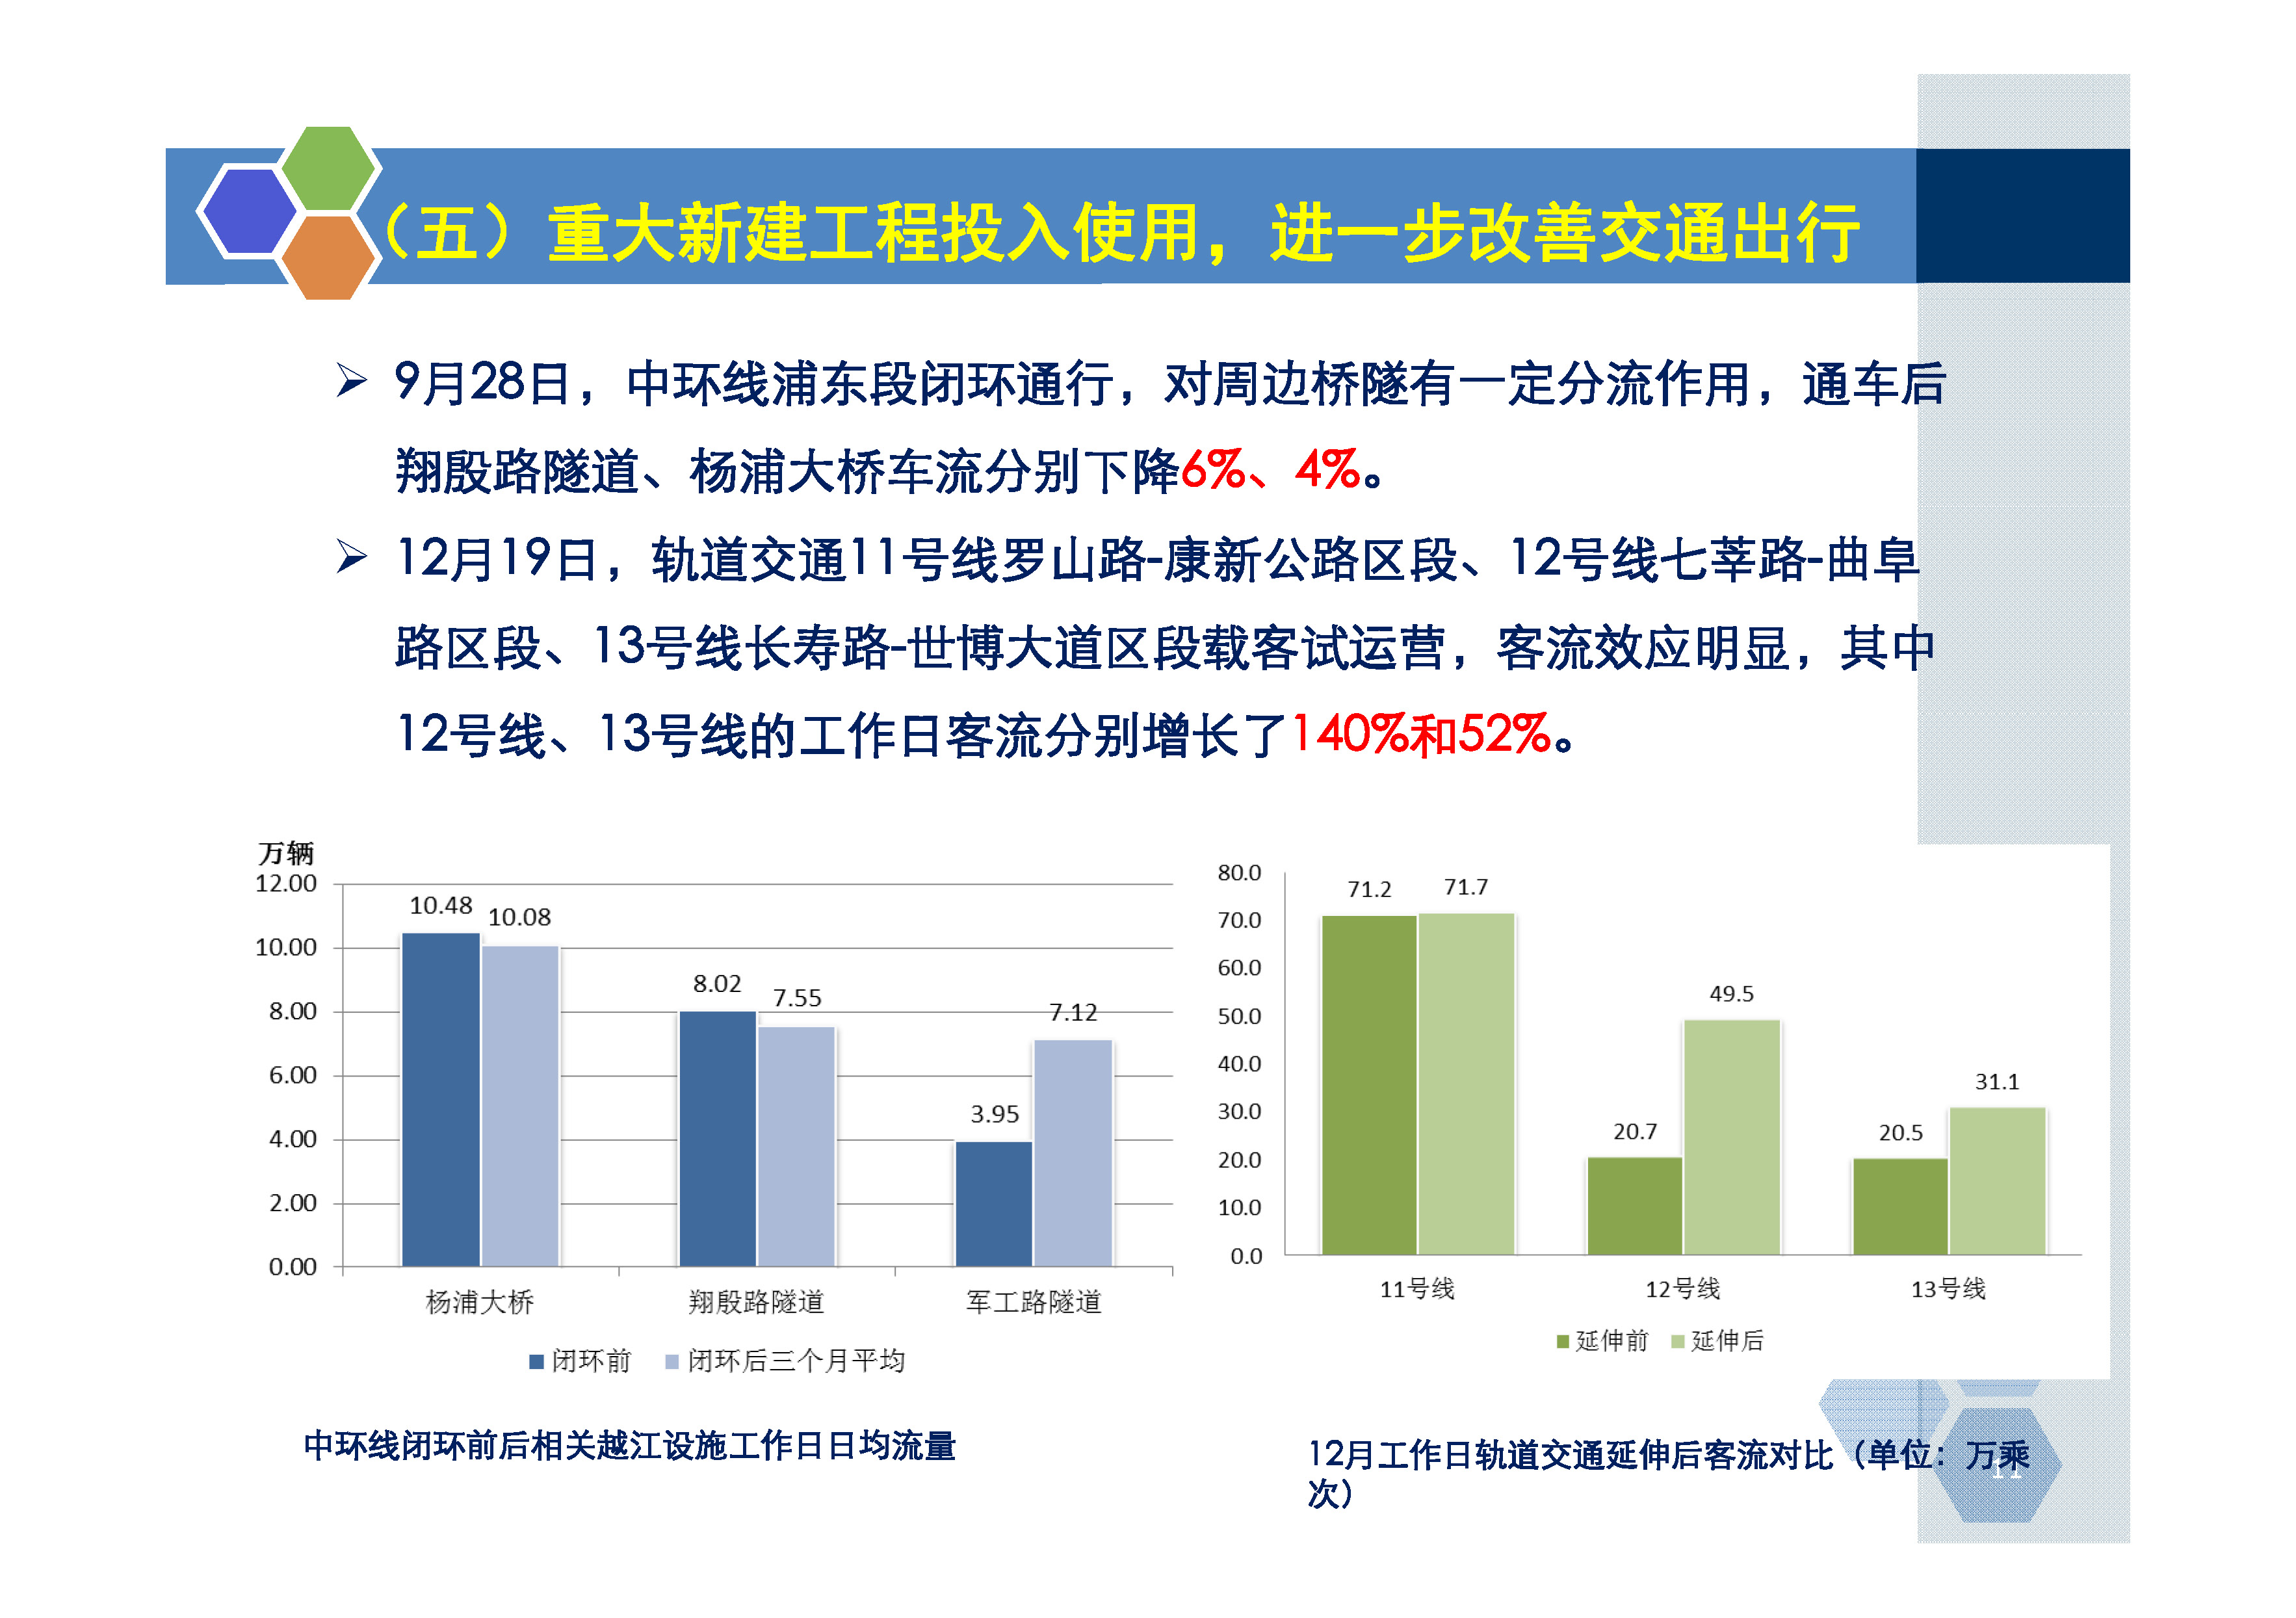 （五）重大新建工程投入使用，进一步改善交通出行
9月28日，中环线浦东段闭环通行，对周边桥隧有一定分流作用，通车后
翔殷路隧道、杨浦大桥车流分别下降6%、4%。
12月19日，轨道交通11号线罗山路-康新公路区段、12号线七莘路-曲阜
路区段、13号线长寿路-世博大道区段载客试运营，客流效应明显，其中
12号线、13号线的工作日客流分别增长了140%和52%。
万辆
12.00
10.00
8.00
6.00
4.00
2.00
0.00
10.48 10.08
8.02 7.55
3.95 7.12
杨浦大桥 翔殷路隧道 军工路隧道
闭环前 闭环后三个月平均
中环线闭环前后相关越江设施工作日日均流量
80.0
70.0
60.0
50.0
40.0
30.0
20.0
10.0
0.0
71.2 71.7
20.7 49.5
20.5 31.1
11号线 12号线 13号线
延伸前 延伸后
12月工作日轨道交通延伸后客流对比（单位：万乘
次）
11